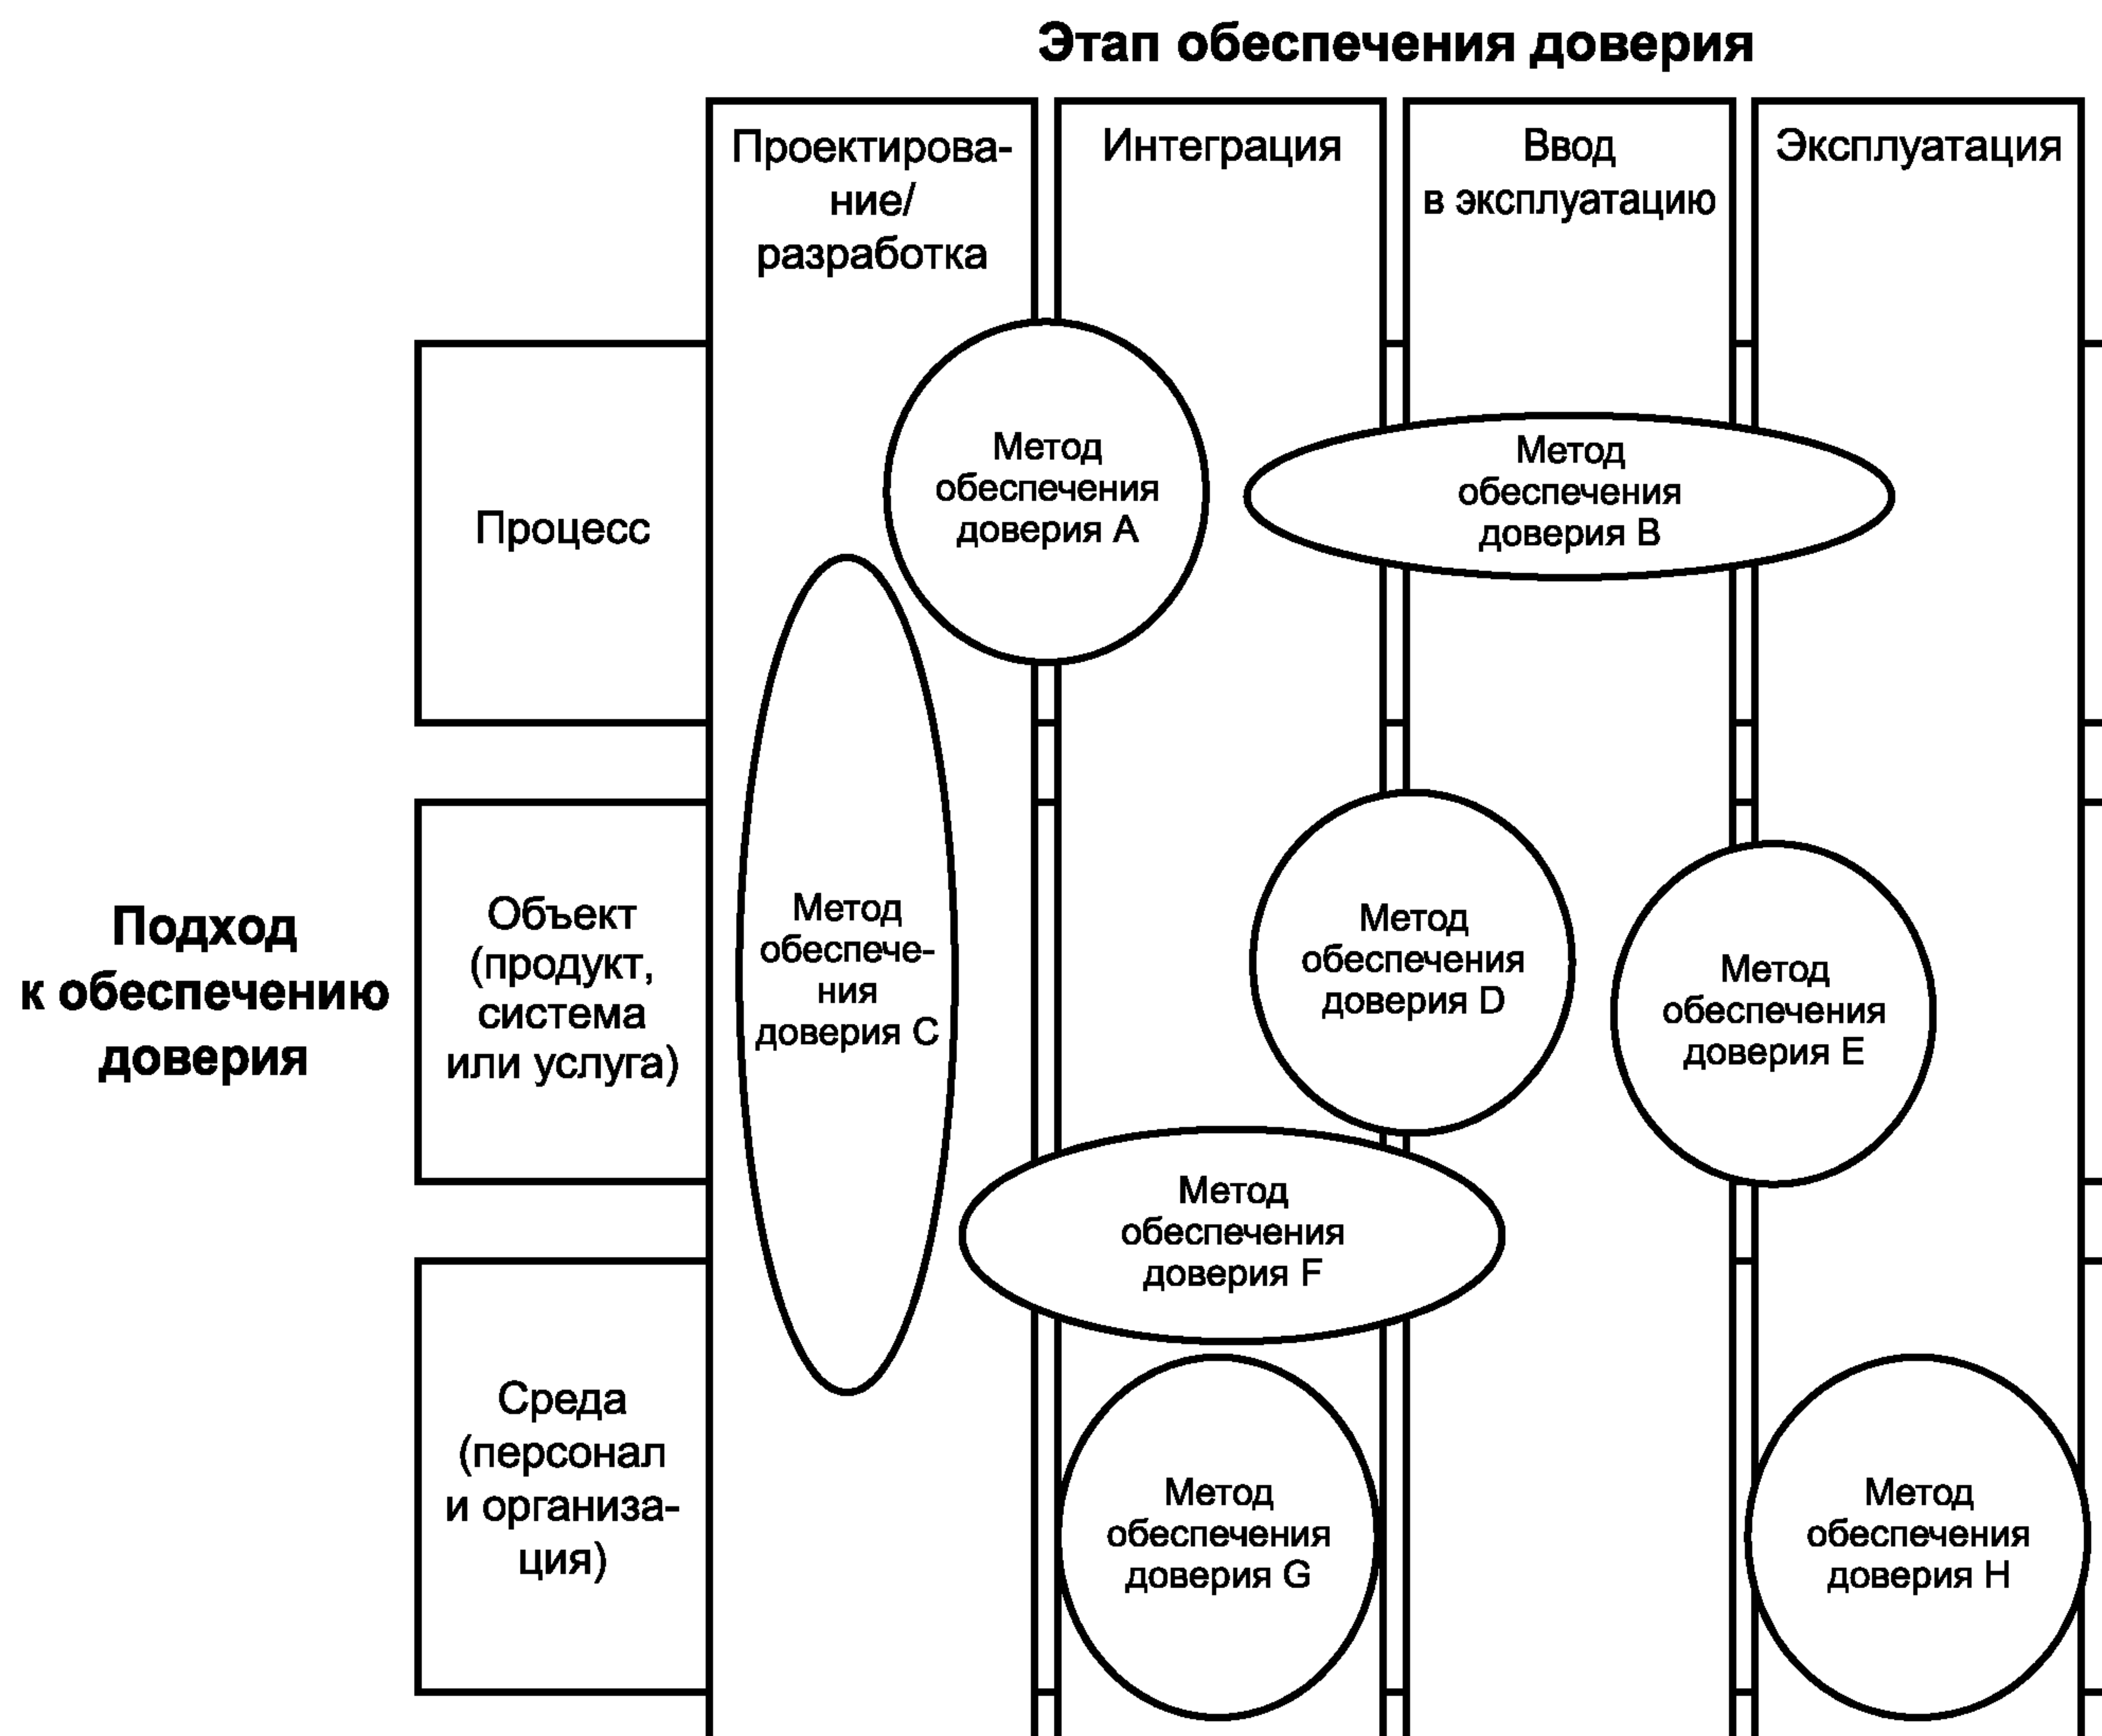 Этап обеспечения доверия
Проектирова-
ние/
разработка
Интеграция
Ввод
в эксплуатацию
Эксплуатация
Процесс
Метод
обеспечения
доверия A
Метод
обеспечения
доверия B
Подход
к обеспечению
доверия
Объект
(продукт,
система
или услуга)
Метод
обеспече-
ния
доверия C
Метод
обеспечения
доверия D
Метод
обеспечения
доверия E
Метод
обеспечения
доверия F
Среда
(персонал
и организа-
ция)
Метод
обеспечения
доверия G
Метод
обеспечения
доверия H